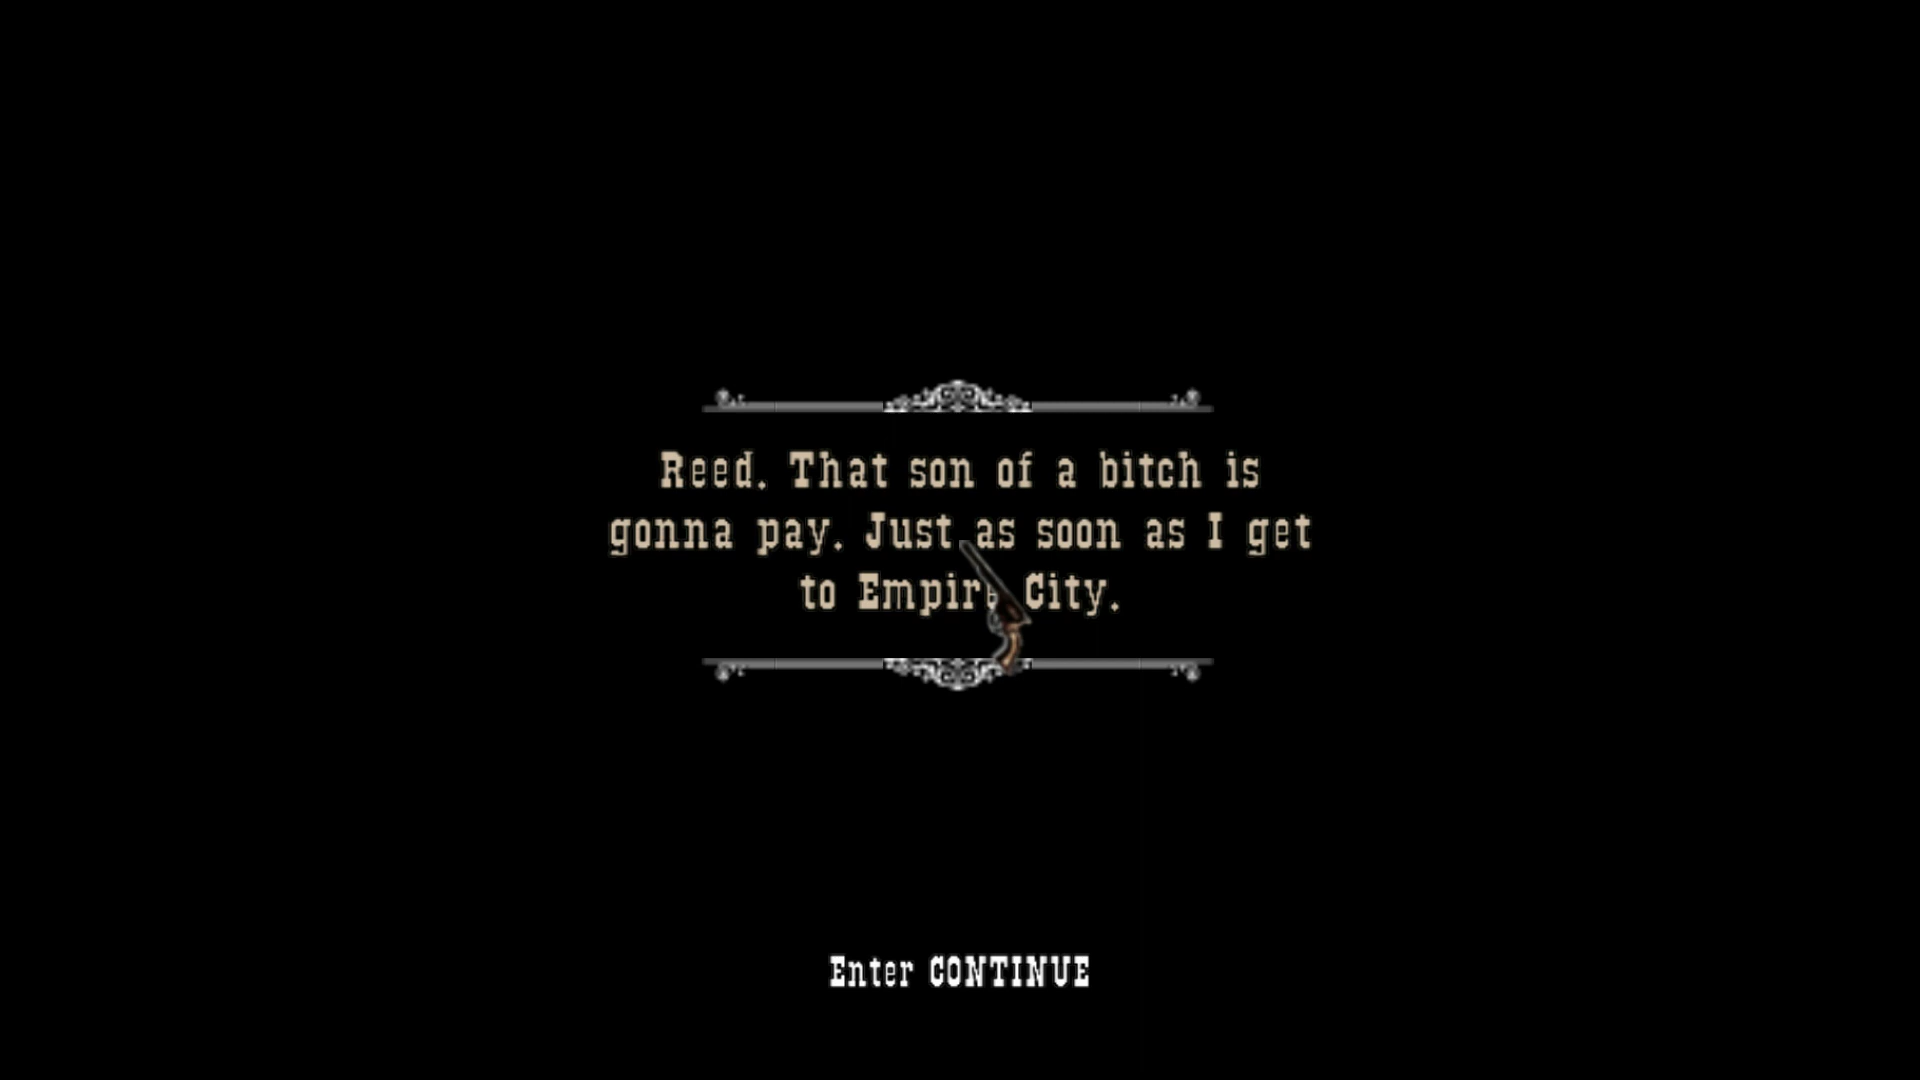 Reed. That son of a bitch is
gonna pay. Just as soon as I get
to Empire City.
Enter CONTINUE